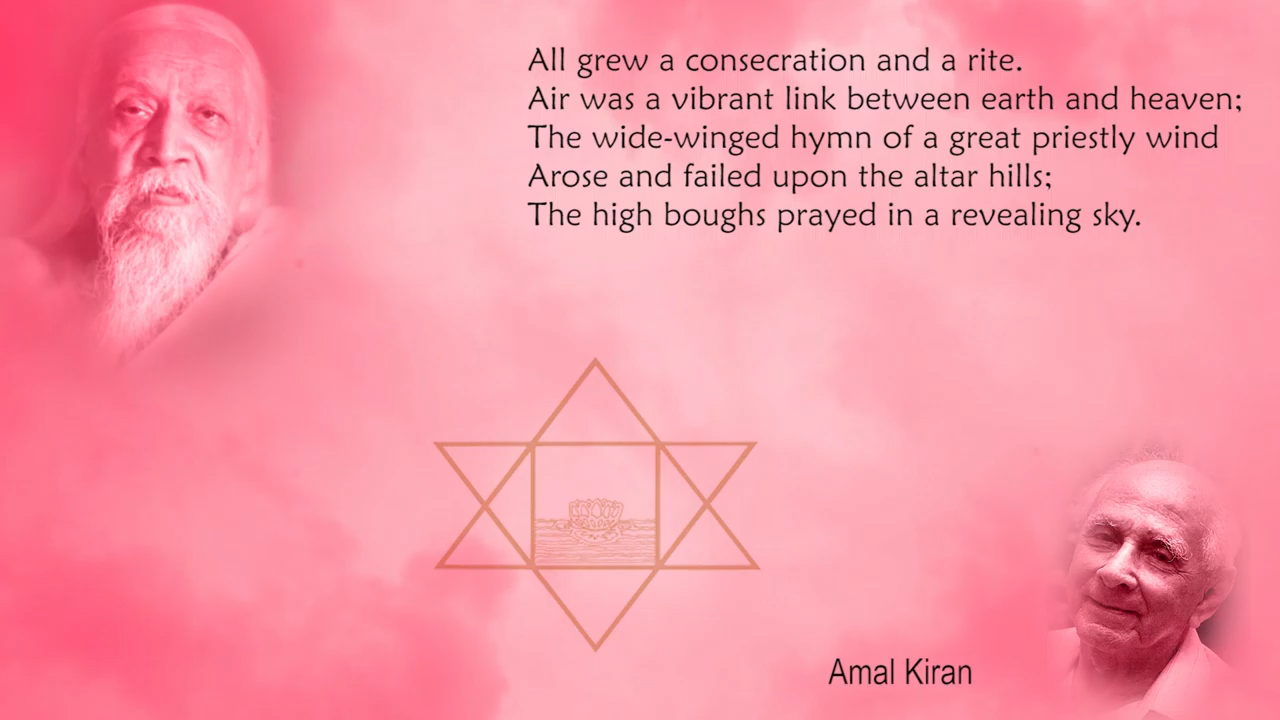 All grew a consecration and a rite.
Air was a vibrant link between earth and heaven;
The wide-winged hymn of a great priestly wind
Arose and failed upon the altar hills;
The high boughs prayed in a revealing sky.
Amal Kiran